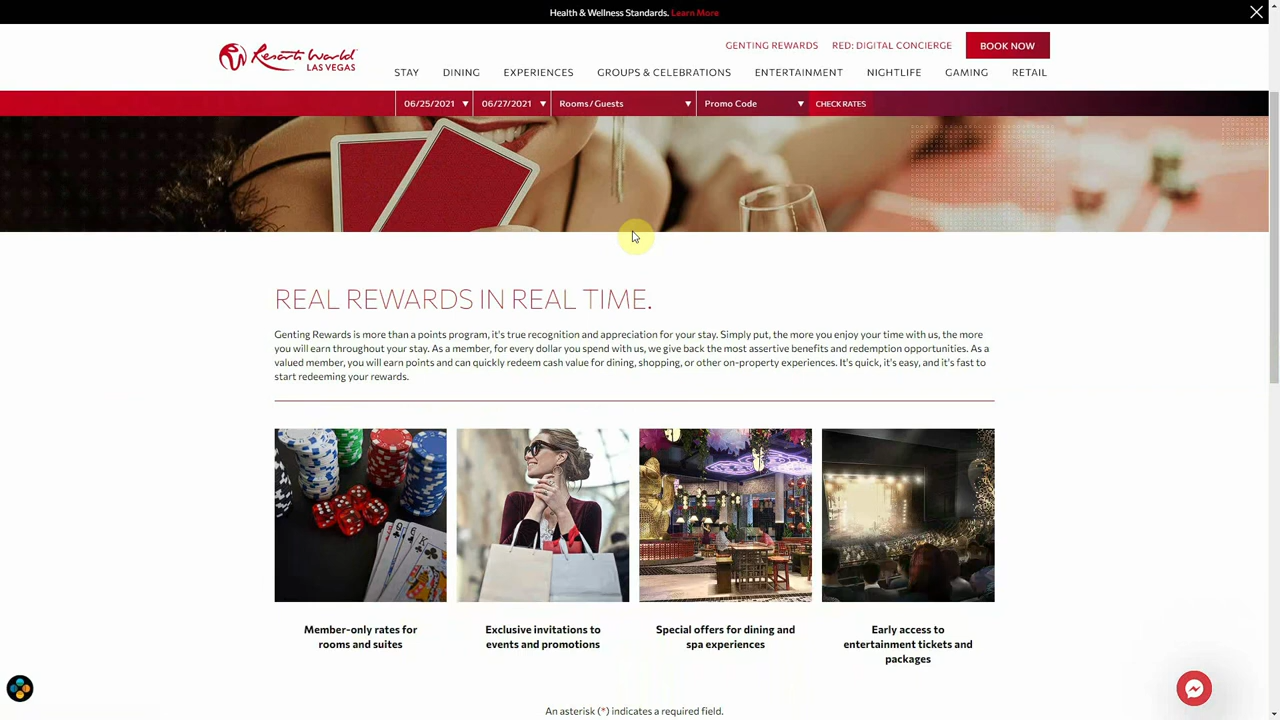 Health & Wellness Standards. Learn More
GENTING REWARDS RED: DIGITAL CONCIERGE BOOK NOW
Resorts World
LAS VEGAS
STAY DINING EXPERIENCES GROUPS & CELEBRATIONS ENTERTAINMENT NIGHTLIFE GAMING RETAIL
06/25/2021 06/27/2021 Rooms/Guests Promo Code CHECK RATES
REAL REWARDS IN REAL TIME.
Genting Rewards is more than a points program, it's true recognition and appreciation for your stay. Simply put, the more you enjoy your time with us, the more
you will earn throughout your stay. As a member, for every dollar you spend with us, we give back the most assertive benefits and redemption opportunities. As a
valued member, you will earn points and can quickly redeem cash value for dining, shopping, or other on-property experiences. It's quick, it's easy, and it's fast to
start redeeming your rewards.
Member-only rates for
rooms and suites
Exclusive invitations to
events and promotions
Special offers for dining and
spa experiences
Early access to
entertainment tickets and
packages
An asterisk (*) indicates a required field.